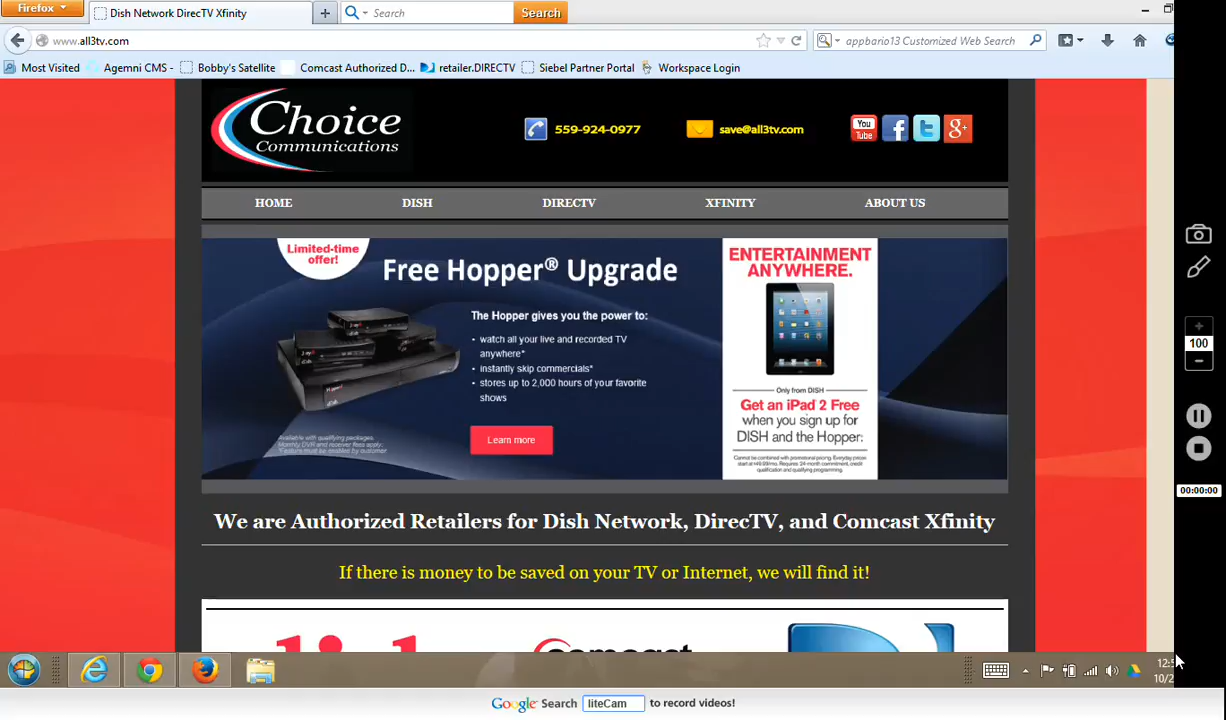 Firefox
Dish Network DirecTV Xfinity
Search
Search
www.all3tv.com
appbario13 Customized Web Search
Most Visited
Agemni CMS -
Bobby's Satellite
Comcast Authorized D...
retailer.DIRECTV
Siebel Partner Portal
Workspace Login
Choice
Communications
559-924-0977
save@all3tv.com
You
Tube
HOME
DISH
DIRECTV
XFINITY
ABOUT US
Limited-time
offer!
Free Hopper® Upgrade
The Hopper gives you the power to:
• watch all your live and recorded TV
anywhere*
• instantly skip commercials*
• stores up to 2,000 hours of your favorite
shows
Learn more
Available with qualifying packages.
Monthly DVR and receiver fees apply.
*Feature must be enabled by customer
ENTERTAINMENT
ANYWHERE.
Only from DISH
Get an iPad 2 Free
when you sign up for
DISH and the Hopper.
Cannot be combined with promotional pricing. Everyday prices
start at $49.99/mo. Requires 24-month commitment, credit
qualification and qualifying programming.
We are Authorized Retailers for Dish Network, DirecTV, and Comcast Xfinity
If there is money to be saved on your TV or Internet, we will find it!
100
00:00:00
12:5
10/2
Google Search liteCam to record videos!